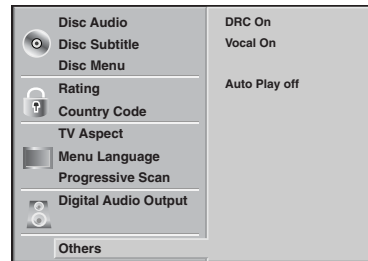 Disc Audio
Disc Subtitle
Disc Menu
Rating
Country Code
TV Aspect
Menu Language
Progressive Scan
Digital Audio Output
Others
DRC On
Vocal On
Auto Play off